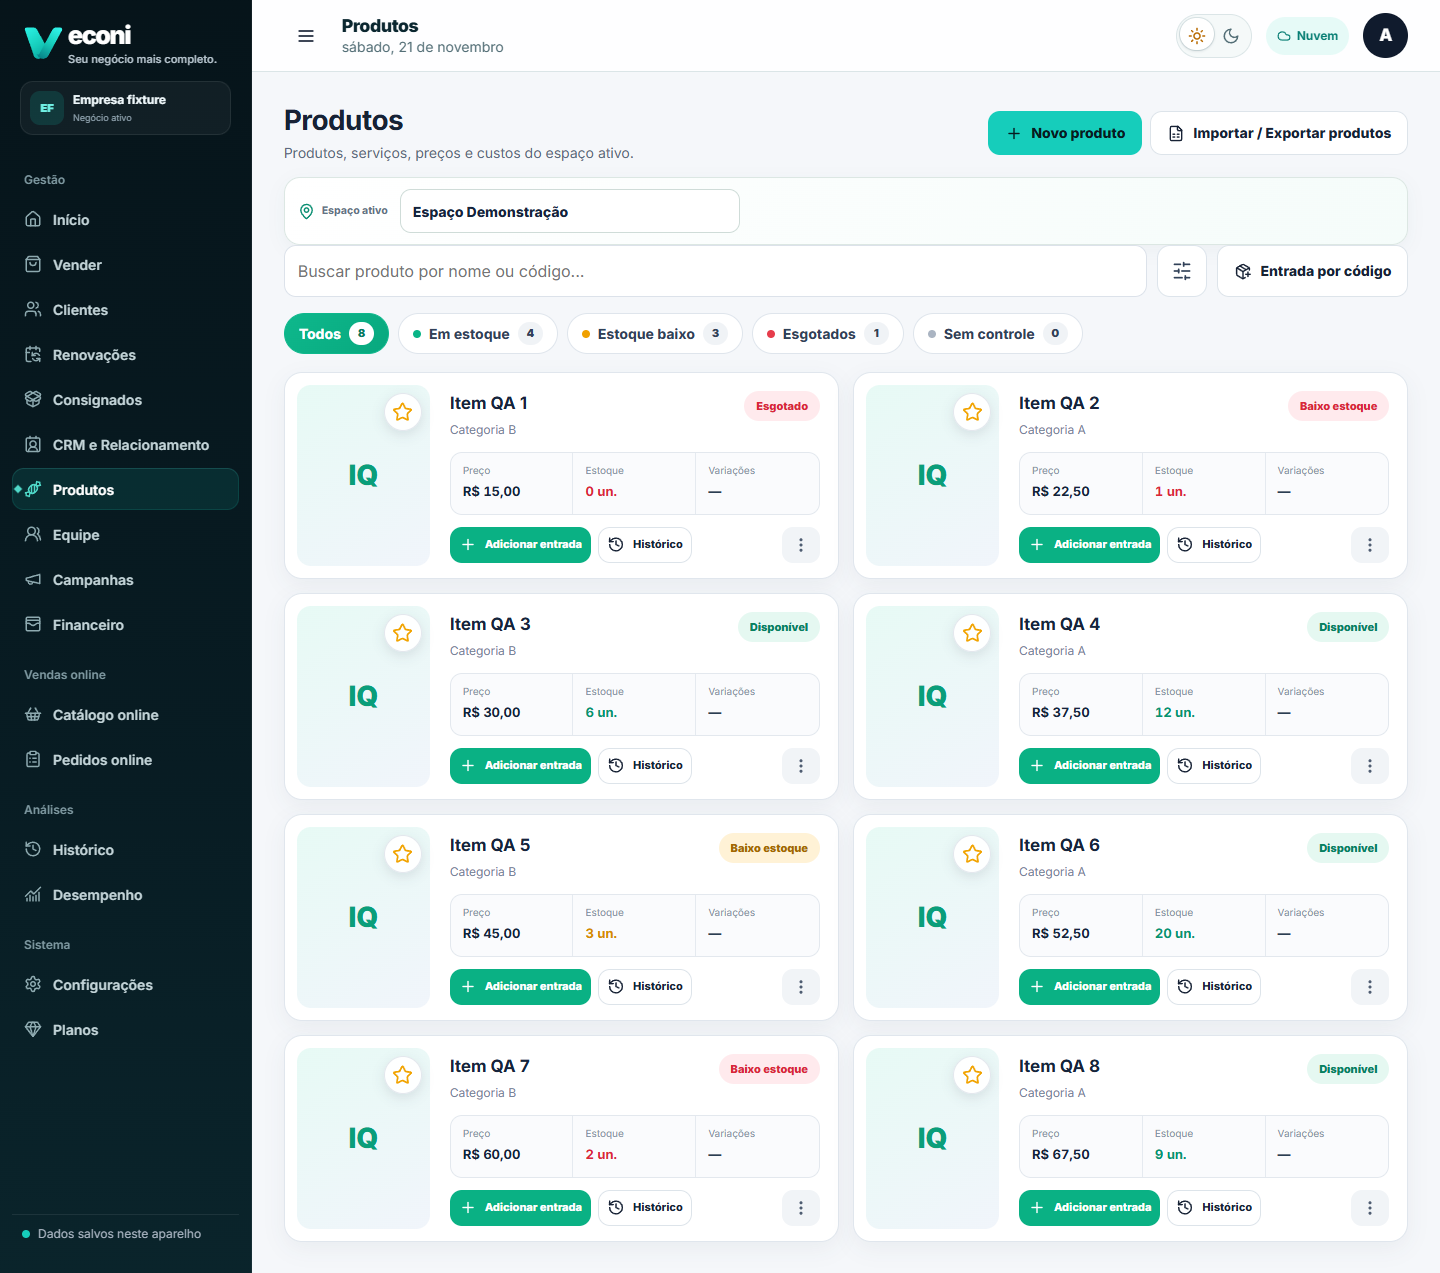 Veconi
Seu negócio mais completo.
EF
Empresa fixture
Negócio ativo
Gestão
Início
Vender
Clientes
Renovações
Consignados
CRM e Relacionamento
Produtos
Equipe
Campanhas
Financeiro
Vendas online
Catálogo online
Pedidos online
Análises
Histórico
Desempenho
Sistema
Configurações
Planos
Dados salvos neste aparelho
Produtos
sábado, 21 de novembro
Nuvem
A
Produtos
Produtos, serviços, preços e custos do espaço ativo.
Novo produto
Importar / Exportar produtos
Espaço ativo
Espaço Demonstração
Buscar produto por nome ou código...
Entrada por código
Todos 8
Em estoque 4
Estoque baixo 3
Esgotados 1
Sem controle 0
IQ
Item QA 1
Esgotado
Categoria B
Preço Estoque Variações
R$ 15,00 0 un. —
Adicionar entrada Histórico
IQ
Item QA 2
Baixo estoque
Categoria A
Preço Estoque Variações
R$ 22,50 1 un. —
Adicionar entrada Histórico
IQ
Item QA 3
Disponível
Categoria B
Preço Estoque Variações
R$ 30,00 6 un. —
Adicionar entrada Histórico
IQ
Item QA 4
Disponível
Categoria A
Preço Estoque Variações
R$ 37,50 12 un. —
Adicionar entrada Histórico
IQ
Item QA 5
Baixo estoque
Categoria B
Preço Estoque Variações
R$ 45,00 3 un. —
Adicionar entrada Histórico
IQ
Item QA 6
Disponível
Categoria A
Preço Estoque Variações
R$ 52,50 20 un. —
Adicionar entrada Histórico
IQ
Item QA 7
Baixo estoque
Categoria B
Preço Estoque Variações
R$ 60,00 2 un. —
Adicionar entrada Histórico
IQ
Item QA 8
Disponível
Categoria A
Preço Estoque Variações
R$ 67,50 9 un. —
Adicionar entrada Histórico